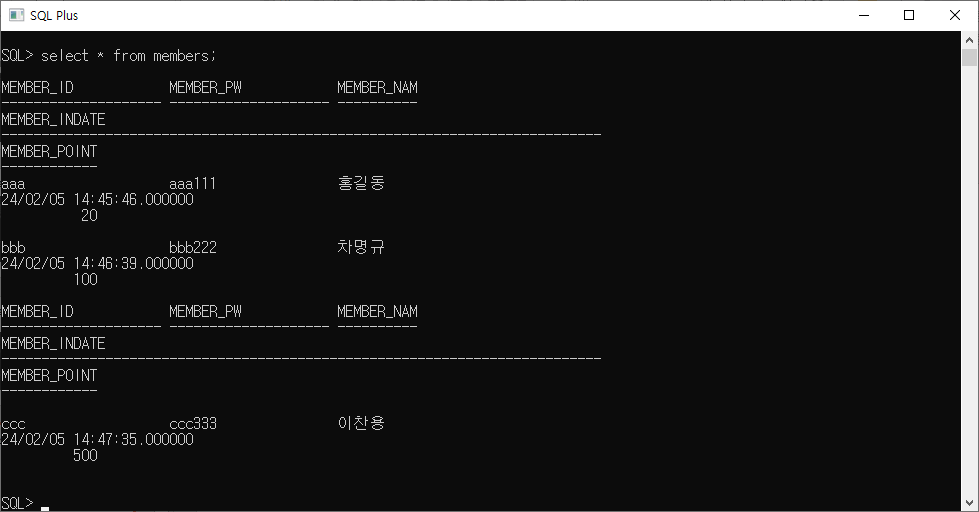 SQL Plus
SQL> select * from members;
MEMBER_ID            MEMBER_PW            MEMBER_NAM
-------------------- -------------------- ----------
MEMBER_INDATE
---------------------------------------------------------------------------
MEMBER_POINT
------------
aaa                  aaa111               홍길동
24/02/05 14:45:46.000000
          20
bbb                  bbb222               차명규
24/02/05 14:46:39.000000
         100
MEMBER_ID            MEMBER_PW            MEMBER_NAM
-------------------- -------------------- ----------
MEMBER_INDATE
---------------------------------------------------------------------------
MEMBER_POINT
------------
ccc                  ccc333               이찬용
24/02/05 14:47:35.000000
         500
SQL>